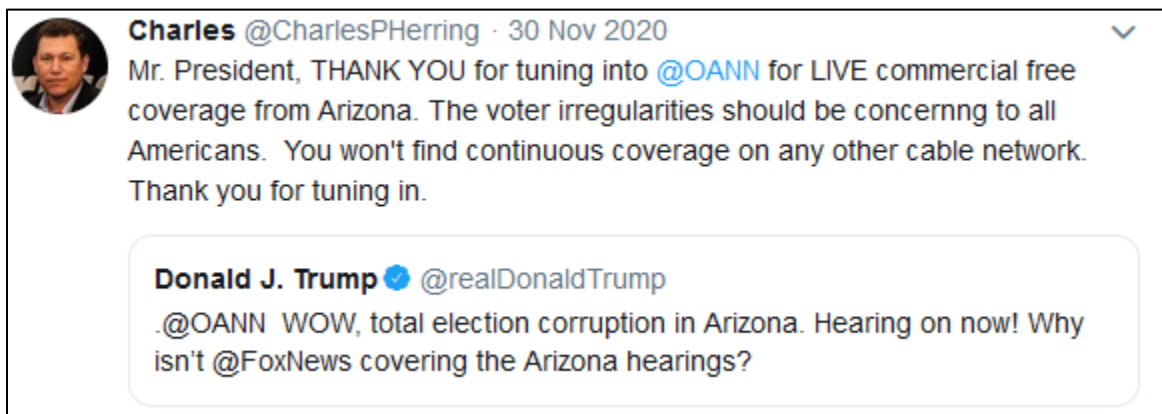 Charles @CharlesPHerring · 30 Nov 2020
Mr. President, THANK YOU for tuning into @OANN for LIVE commercial free
coverage from Arizona. The voter irregularities should be concernng to all
Americans.  You won't find continuous coverage on any other cable network.
Thank you for tuning in.
Donald J. Trump @realDonaldTrump
.@OANN  WOW, total election corruption in Arizona. Hearing on now! Why
isn’t @FoxNews covering the Arizona hearings?